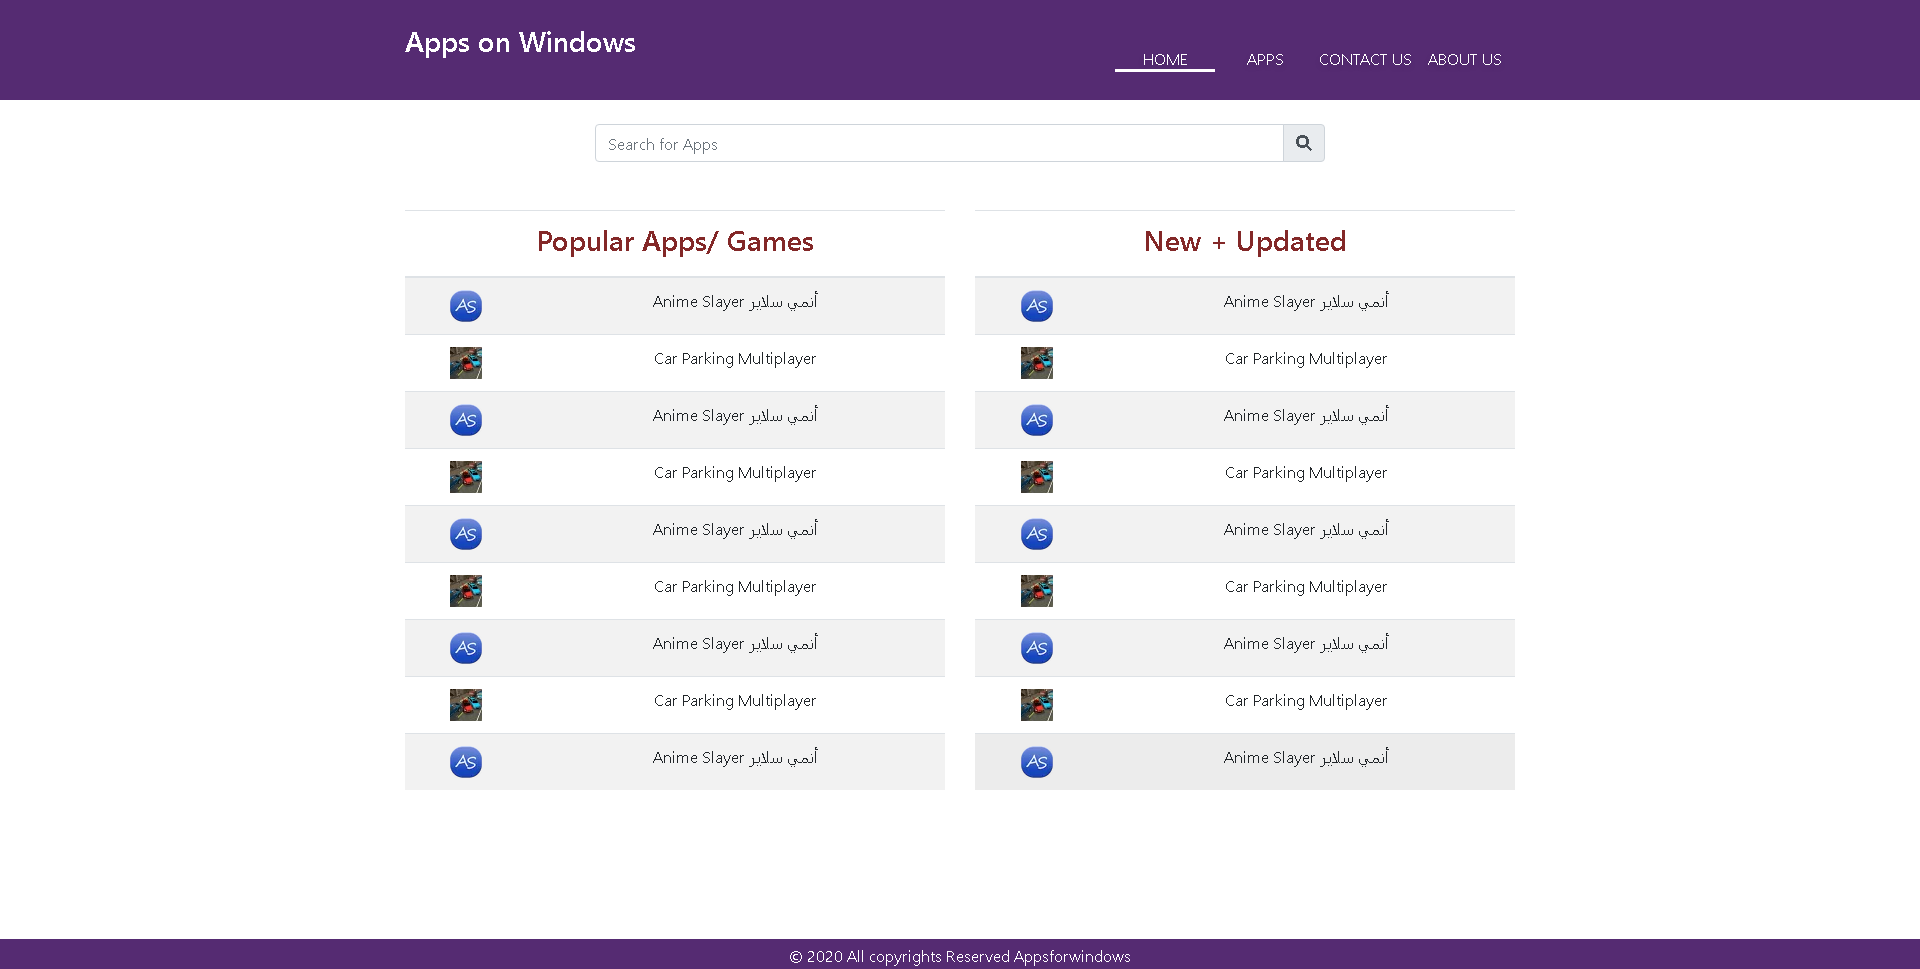 Apps on Windows
HOME
APPS
CONTACT US
ABOUT US
Search for Apps
Popular Apps/ Games
AS Anime Slayer أنمي سلاير
Car Parking Multiplayer
AS Anime Slayer أنمي سلاير
Car Parking Multiplayer
AS Anime Slayer أنمي سلاير
Car Parking Multiplayer
AS Anime Slayer أنمي سلاير
Car Parking Multiplayer
AS Anime Slayer أنمي سلاير
New + Updated
AS Anime Slayer أنمي سلاير
Car Parking Multiplayer
AS Anime Slayer أنمي سلاير
Car Parking Multiplayer
AS Anime Slayer أنمي سلاير
Car Parking Multiplayer
AS Anime Slayer أنمي سلاير
Car Parking Multiplayer
AS Anime Slayer أنمي سلاير
© 2020 All copyrights Reserved Appsforwindows